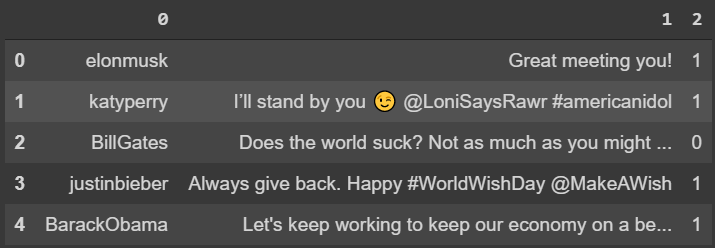 0 1 2
0 elonmusk Great meeting you! 1
1 katyperry I’ll stand by you 😉 @LoniSaysRawr #americanidol 1
2 BillGates Does the world suck? Not as much as you might ... 0
3 justinbieber Always give back. Happy #WorldWishDay @MakeAWish 1
4 BarackObama Let's keep working to keep our economy on a be... 1